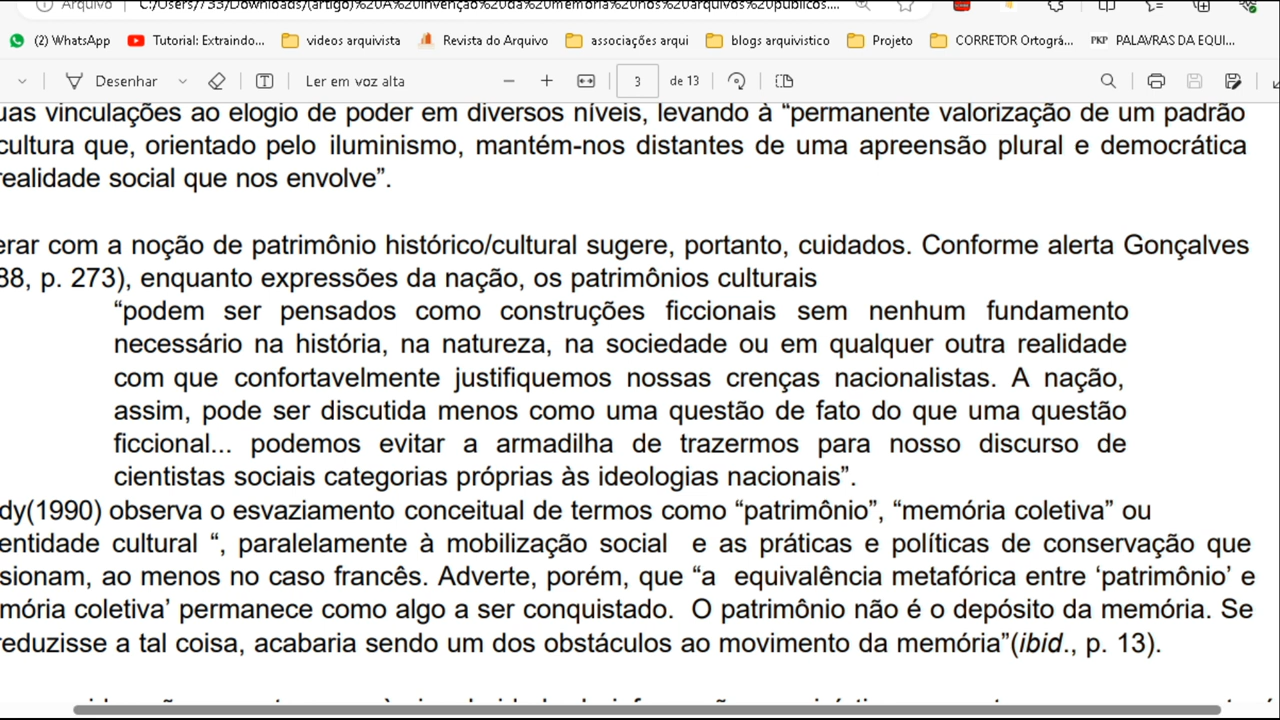 Arquivo C:/Users/733/Downloads/(artigo)%20A%20invenção%20da%20memória%20nos%20arquivos%20públicos....
(2) WhatsApp Tutorial: Extraindo... videos arquivista Revista do Arquivo associações arqui blogs arquivistico Projeto CORRETOR Ortográ... PKP PALAVRAS DA EQUI...
Desenhar Ler em voz alta 3 de 13
uas vinculações ao elogio de poder em diversos níveis, levando à “permanente valorização de um padrão
cultura que, orientado pelo iluminismo, mantém-nos distantes de uma apreensão plural e democrática
realidade social que nos envolve”.
erar com a noção de patrimônio histórico/cultural sugere, portanto, cuidados. Conforme alerta Gonçalves
88, p. 273), enquanto expressões da nação, os patrimônios culturais
“podem ser pensados como construções ficcionais sem nenhum fundamento
necessário na história, na natureza, na sociedade ou em qualquer outra realidade
com que confortavelmente justifiquemos nossas crenças nacionalistas. A nação,
assim, pode ser discutida menos como uma questão de fato do que uma questão
ficcional... podemos evitar a armadilha de trazermos para nosso discurso de
cientistas sociais categorias próprias às ideologias nacionais”.
dy(1990) observa o esvaziamento conceitual de termos como “patrimônio”, “memória coletiva” ou
entidade cultural “, paralelamente à mobilização social e as práticas e políticas de conservação que
sionam, ao menos no caso francês. Adverte, porém, que “a equivalência metafórica entre ‘patrimônio’ e
mória coletiva’ permanece como algo a ser conquistado. O patrimônio não é o depósito da memória. Se
reduzisse a tal coisa, acabaria sendo um dos obstáculos ao movimento da memória”(ibid., p. 13).